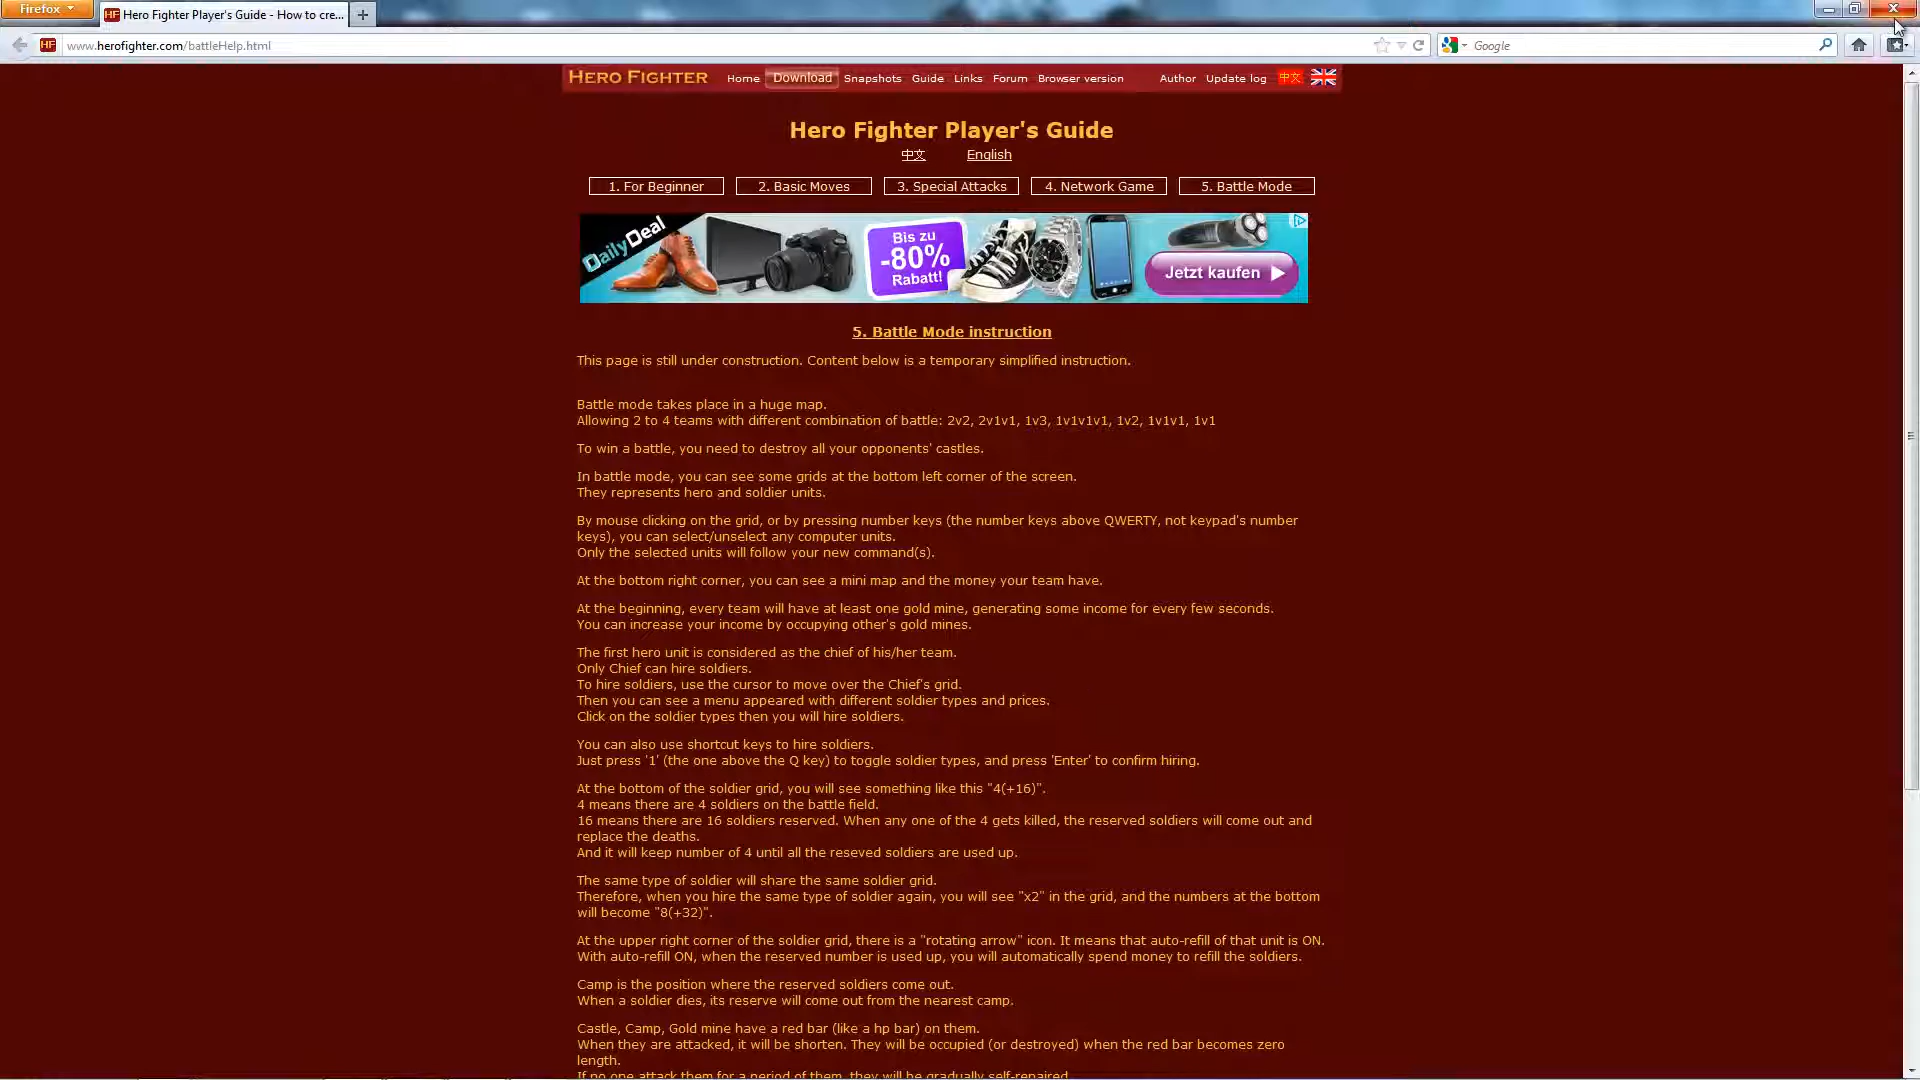 Firefox
Hero Fighter Player's Guide - How to cre...
www.herofighter.com/battleHelp.html
Google
HERO FIGHTER Home Download Snapshots Guide Links Forum Browser version Author Update log 中文
Hero Fighter Player's Guide
中文 English
1. For Beginner 2. Basic Moves 3. Special Attacks 4. Network Game 5. Battle Mode
DailyDeal
Bis zu
-80%
Rabatt!
Jetzt kaufen
5. Battle Mode instruction
This page is still under construction. Content below is a temporary simplified instruction.
Battle mode takes place in a huge map.
Allowing 2 to 4 teams with different combination of battle: 2v2, 2v1v1, 1v3, 1v1v1v1, 1v2, 1v1v1, 1v1
To win a battle, you need to destroy all your opponents' castles.
In battle mode, you can see some grids at the bottom left corner of the screen.
They represents hero and soldier units.
By mouse clicking on the grid, or by pressing number keys (the number keys above QWERTY, not keypad's number
keys), you can select/unselect any computer units.
Only the selected units will follow your new command(s).
At the bottom right corner, you can see a mini map and the money your team have.
At the beginning, every team will have at least one gold mine, generating some income for every few seconds.
You can increase your income by occupying other's gold mines.
The first hero unit is considered as the chief of his/her team.
Only Chief can hire soldiers.
To hire soldiers, use the cursor to move over the Chief's grid.
Then you can see a menu appeared with different soldier types and prices.
Click on the soldier types then you will hire soldiers.
You can also use shortcut keys to hire soldiers.
Just press '1' (the one above the Q key) to toggle soldier types, and press 'Enter' to confirm hiring.
At the bottom of the soldier grid, you will see something like this "4(+16)".
4 means there are 4 soldiers on the battle field.
16 means there are 16 soldiers reserved. When any one of the 4 gets killed, the reserved soldiers will come out and
replace the deaths.
And it will keep number of 4 until all the reseved soldiers are used up.
The same type of soldier will share the same soldier grid.
Therefore, when you hire the same type of soldier again, you will see "x2" in the grid, and the numbers at the bottom
will become "8(+32)".
At the upper right corner of the soldier grid, there is a "rotating arrow" icon. It means that auto-refill of that unit is ON.
With auto-refill ON, when the reserved number is used up, you will automatically spend money to refill the soldiers.
Camp is the position where the reserved soldiers come out.
When a soldier dies, its reserve will come out from the nearest camp.
Castle, Camp, Gold mine have a red bar (like a hp bar) on them.
When they are attacked, it will be shorten. They will be occupied (or destroyed) when the red bar becomes zero
length.
If no one attack them for a period of them, they will be gradually self-repaired.